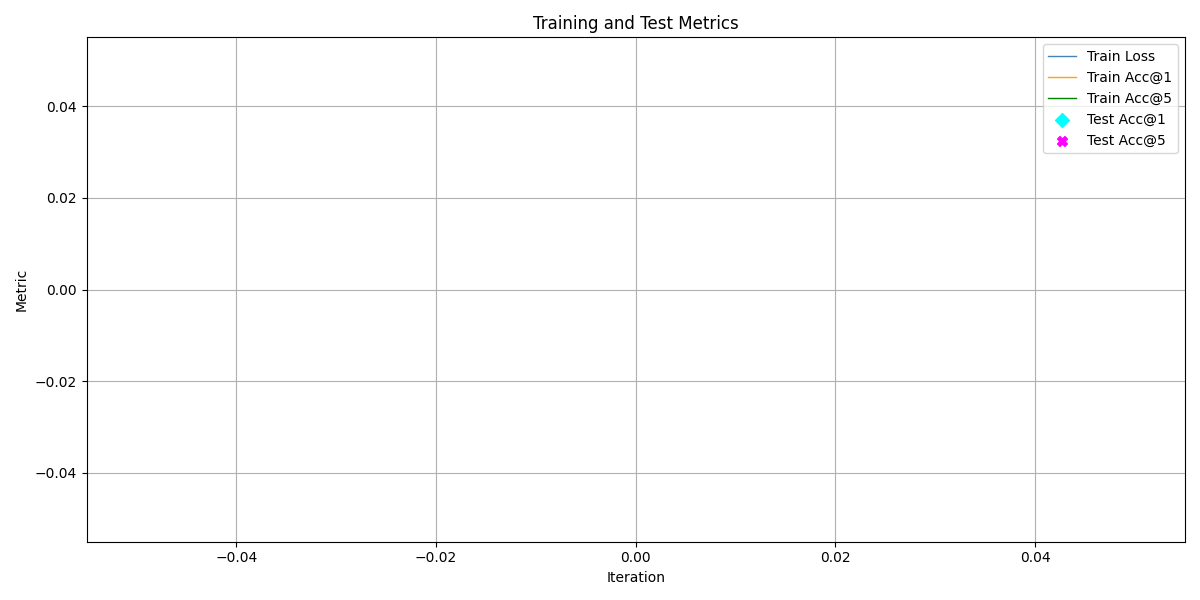 Training and Test Metrics
Train Loss
Train Acc@1
Train Acc@5
Test Acc@1
Test Acc@5
Metric
0.04
0.02
0.00
−0.02
−0.04
−0.04
−0.02
0.00
0.02
0.04
Iteration